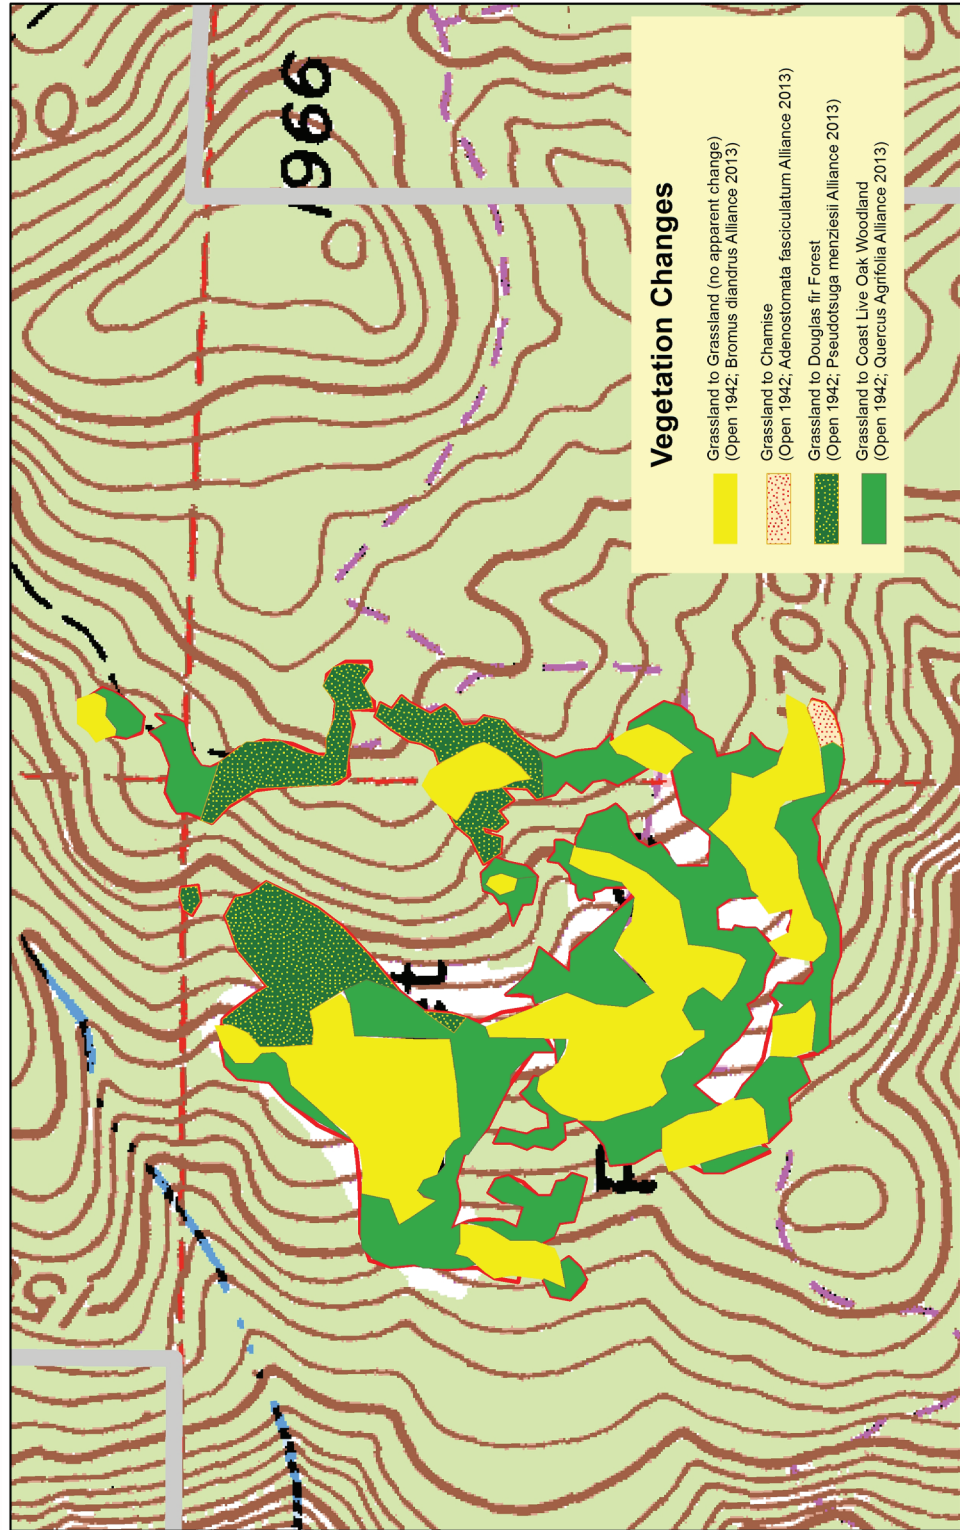 1966
Vegetation Changes
Grassland to Grassland (no apparent change)
(Open 1942; Bromus diandrus Alliance 2013)
Grassland to Chamise
(Open 1942; Adenostomata fasciculatum Alliance 2013)
Grassland to Douglas fir Forest
(Open 1942; Pseudotsuga menziesii Alliance 2013)
Grassland to Coast Live Oak Woodland
(Open 1942; Quercus Agrifolia Alliance 2013)